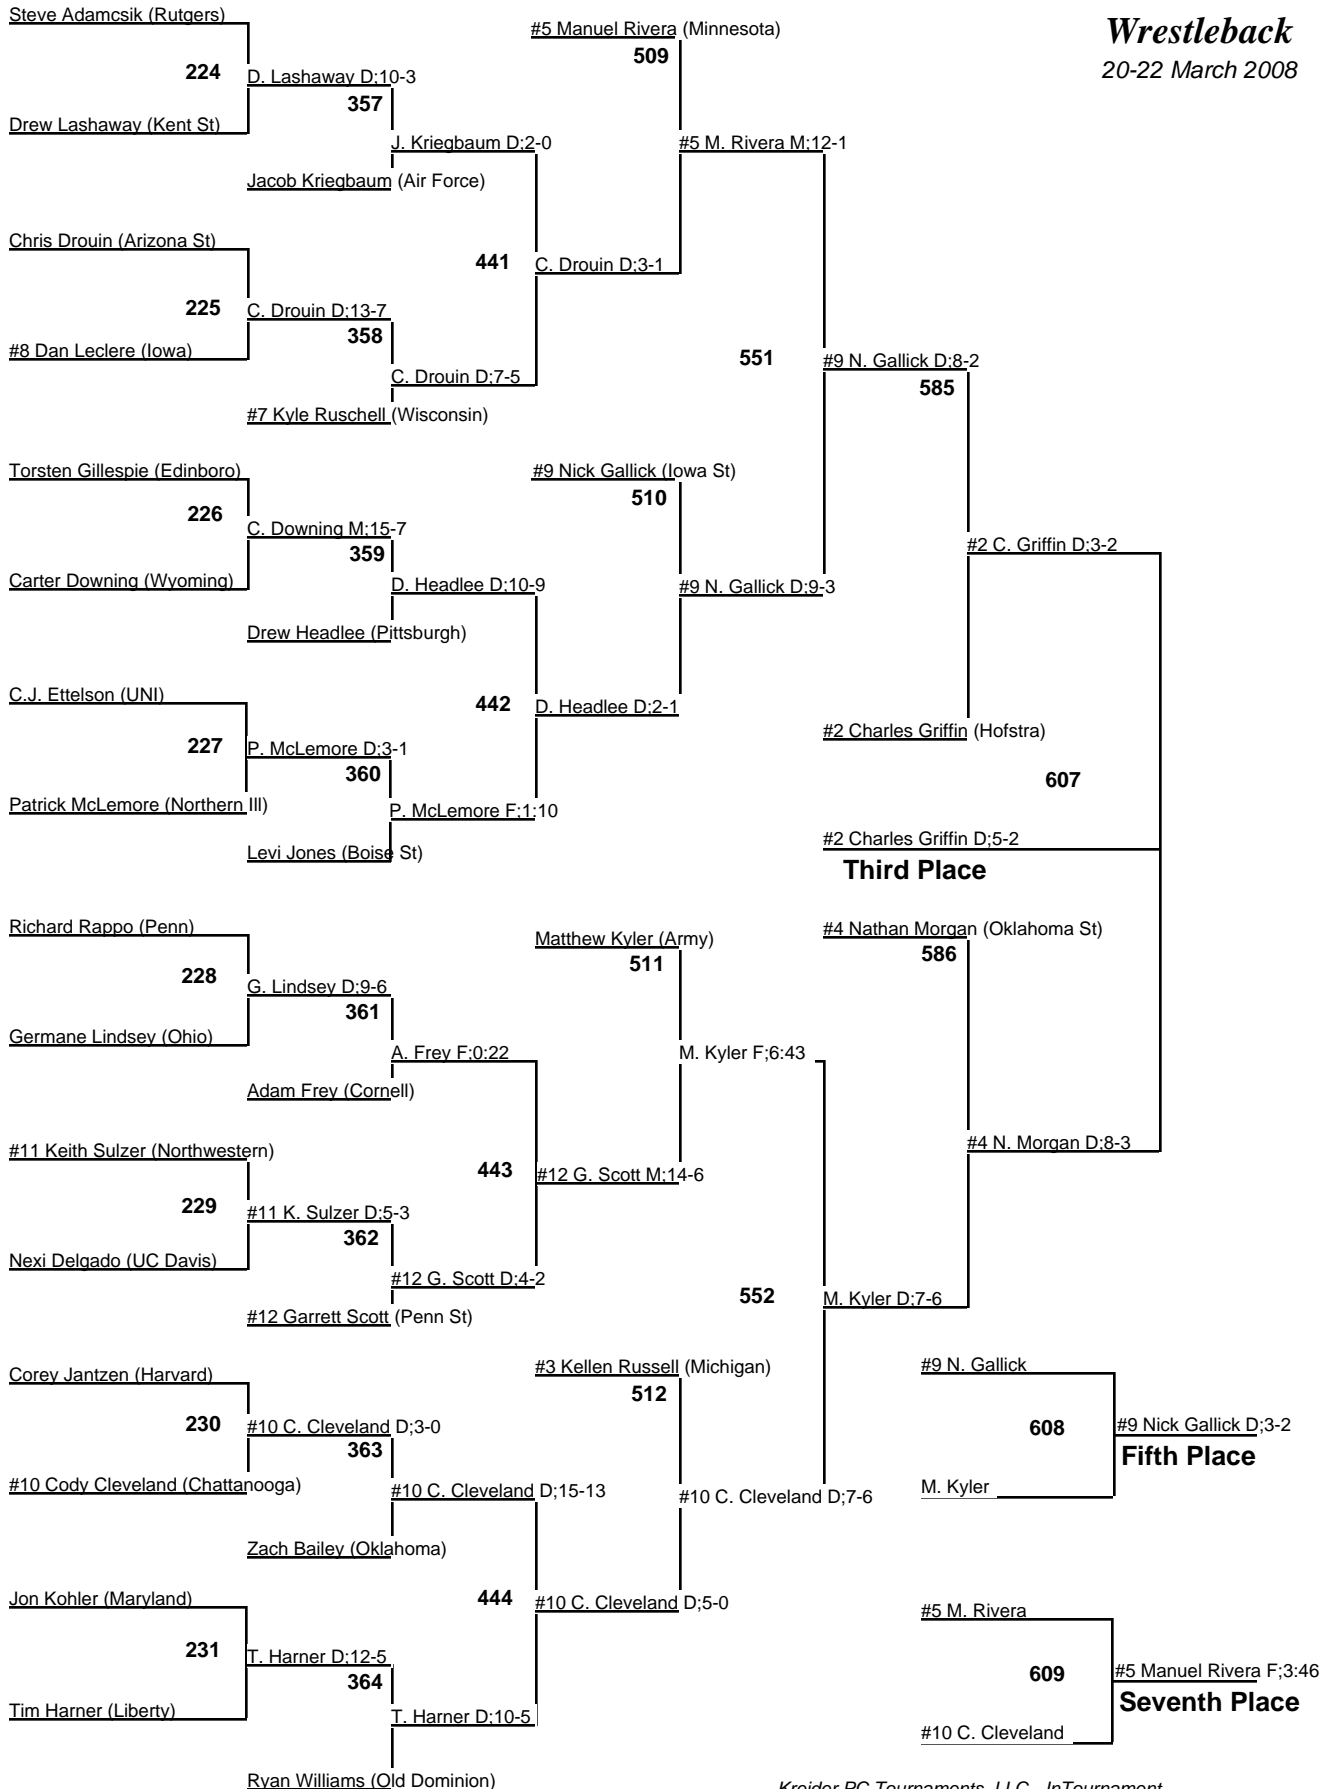 Steve Adamcsik (Rutgers)
#5 Manuel Rivera (Minnesota)
Wrestleback
509
20-22 March 2008
224
D. Lashaway D;10-3
357
Drew Lashaway (Kent St)
J. Kriegbaum D;2-0
#5 M. Rivera M;12-1
Jacob Kriegbaum (Air Force)
Chris Drouin (Arizona St)
441
C. Drouin D;3-1
225
C. Drouin D;13-7
358
#8 Dan Leclere (Iowa)
551
#9 N. Gallick D;8-2
C. Drouin D;7-5
585
#7 Kyle Ruschell (Wisconsin)
Torsten Gillespie (Edinboro)
#9 Nick Gallick (Iowa St)
510
226
C. Downing M;15-7
#2 C. Griffin D;3-2
359
Carter Downing (Wyoming)
D. Headlee D;10-9
#9 N. Gallick D;9-3
Drew Headlee (Pittsburgh)
C.J. Ettelson (UNI)
442
D. Headlee D;2-1
#2 Charles Griffin (Hofstra)
227
P. McLemore D;3-1
360
607
Patrick McLemore (Northern Ill)
P. McLemore F;1:10
#2 Charles Griffin D;5-2
Levi Jones (Boise St)
Third Place
Richard Rappo (Penn)
Matthew Kyler (Army)
#4 Nathan Morgan (Oklahoma St)
511
586
228
G. Lindsey D;9-6
361
Germane Lindsey (Ohio)
A. Frey F;0:22
M. Kyler F;6:43
Adam Frey (Cornell)
#4 N. Morgan D;8-3
#11 Keith Sulzer (Northwestern)
443
#12 G. Scott M;14-6
229
#11 K. Sulzer D;5-3
362
Nexi Delgado (UC Davis)
#12 G. Scott D;4-2
552
M. Kyler D;7-6
#12 Garrett Scott (Penn St)
Corey Jantzen (Harvard)
#3 Kellen Russell (Michigan)
#9 N. Gallick
512
230
#10 C. Cleveland D;3-0
608
#9 Nick Gallick D;3-2
363
Fifth Place
#10 Cody Cleveland (Chattanooga)
#10 C. Cleveland D;15-13
#10 C. Cleveland D;7-6
M. Kyler
Zach Bailey (Oklahoma)
Jon Kohler (Maryland)
444
#10 C. Cleveland D;5-0
#5 M. Rivera
231
T. Harner D;12-5
364
609
#5 Manuel Rivera F;3:46
Seventh Place
Tim Harner (Liberty)
T. Harner D;10-5
#10 C. Cleveland
Ryan Williams (Old Dominion)
Kreider PC Tournaments, LLC - InTournament